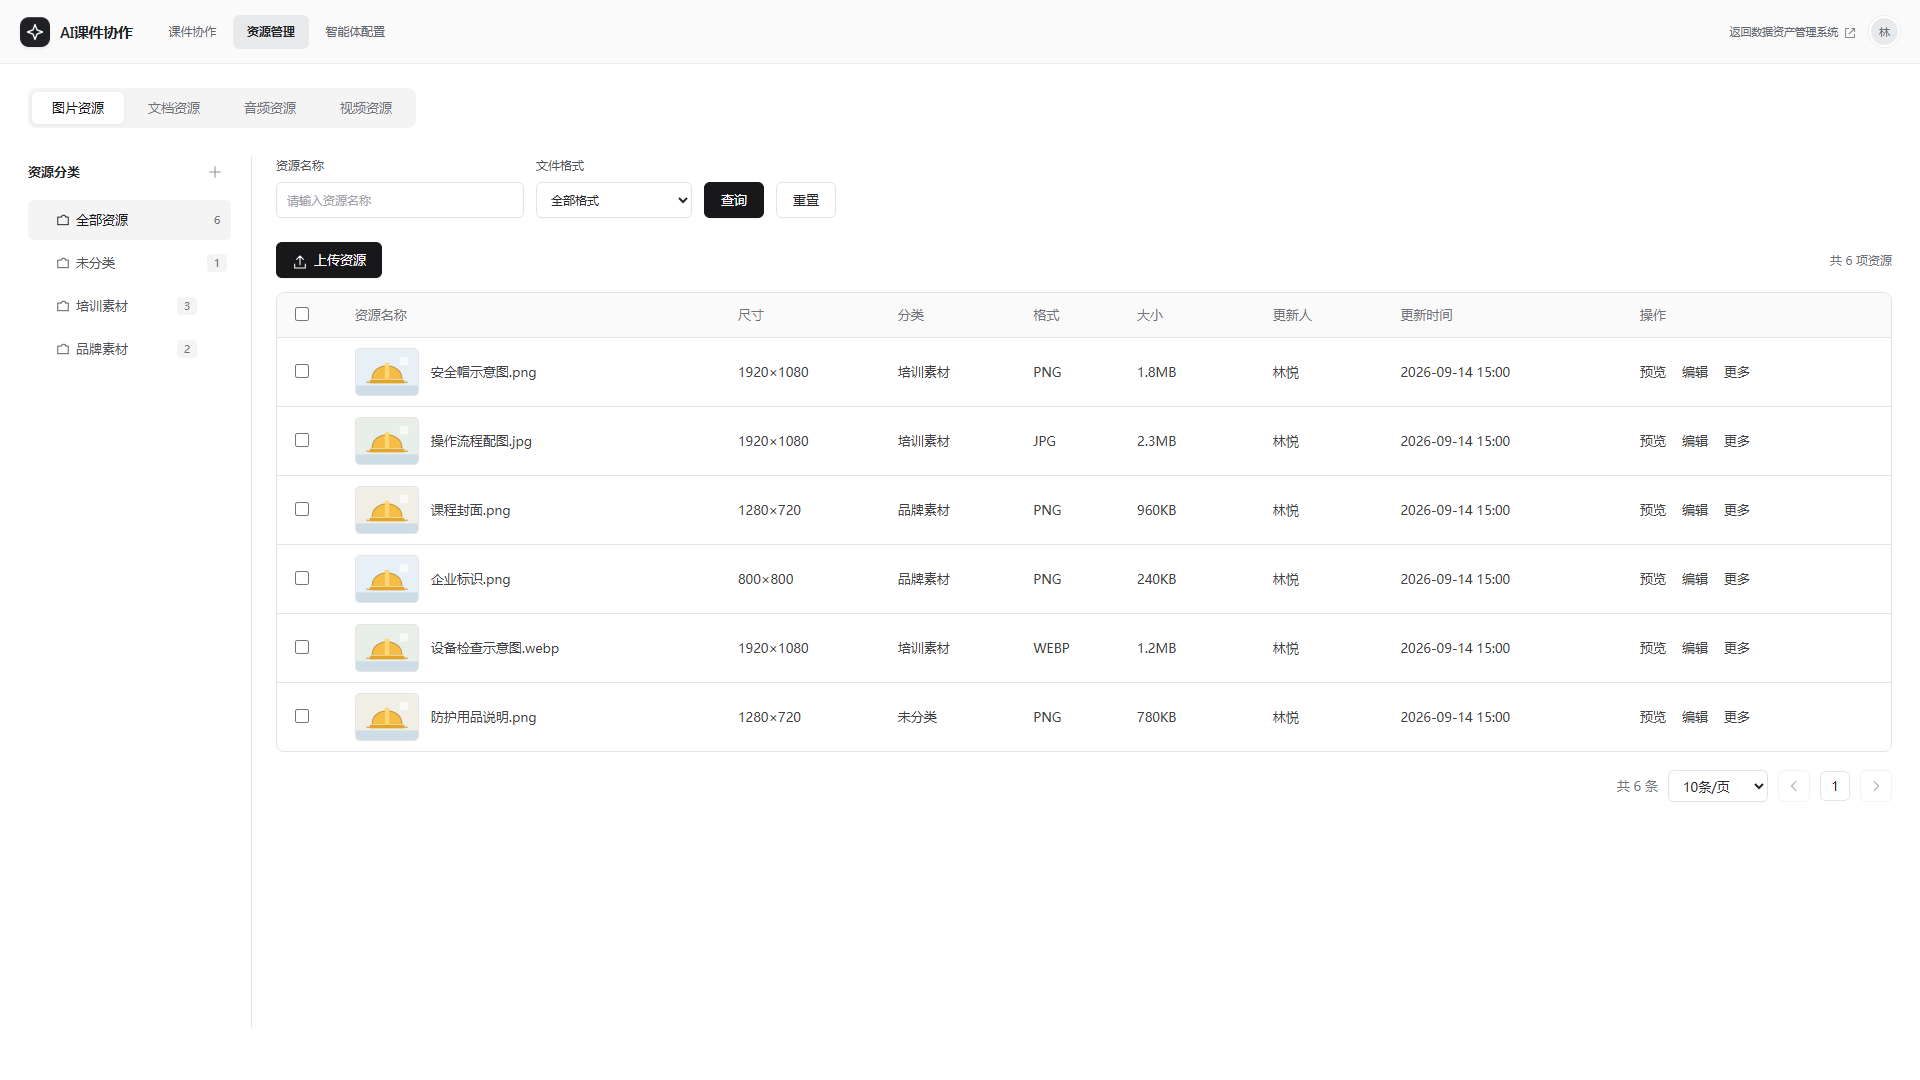 AI课件协作 课件协作 资源管理 智能体配置 返回数据资产管理系统 林
图片资源 文档资源 音频资源 视频资源
资源分类
全部资源 6
未分类 1
培训素材 3
品牌素材 2
资源名称 文件格式
请输入资源名称 全部格式 查询 重置
上传资源 共 6 项资源
资源名称 尺寸 分类 格式 大小 更新人 更新时间 操作
安全帽示意图.png 1920×1080 培训素材 PNG 1.8MB 林悦 2026-09-14 15:00 预览 编辑 更多
操作流程配图.jpg 1920×1080 培训素材 JPG 2.3MB 林悦 2026-09-14 15:00 预览 编辑 更多
课程封面.png 1280×720 品牌素材 PNG 960KB 林悦 2026-09-14 15:00 预览 编辑 更多
企业标识.png 800×800 品牌素材 PNG 240KB 林悦 2026-09-14 15:00 预览 编辑 更多
设备检查示意图.webp 1920×1080 培训素材 WEBP 1.2MB 林悦 2026-09-14 15:00 预览 编辑 更多
防护用品说明.png 1280×720 未分类 PNG 780KB 林悦 2026-09-14 15:00 预览 编辑 更多
共 6 条 10条/页 1